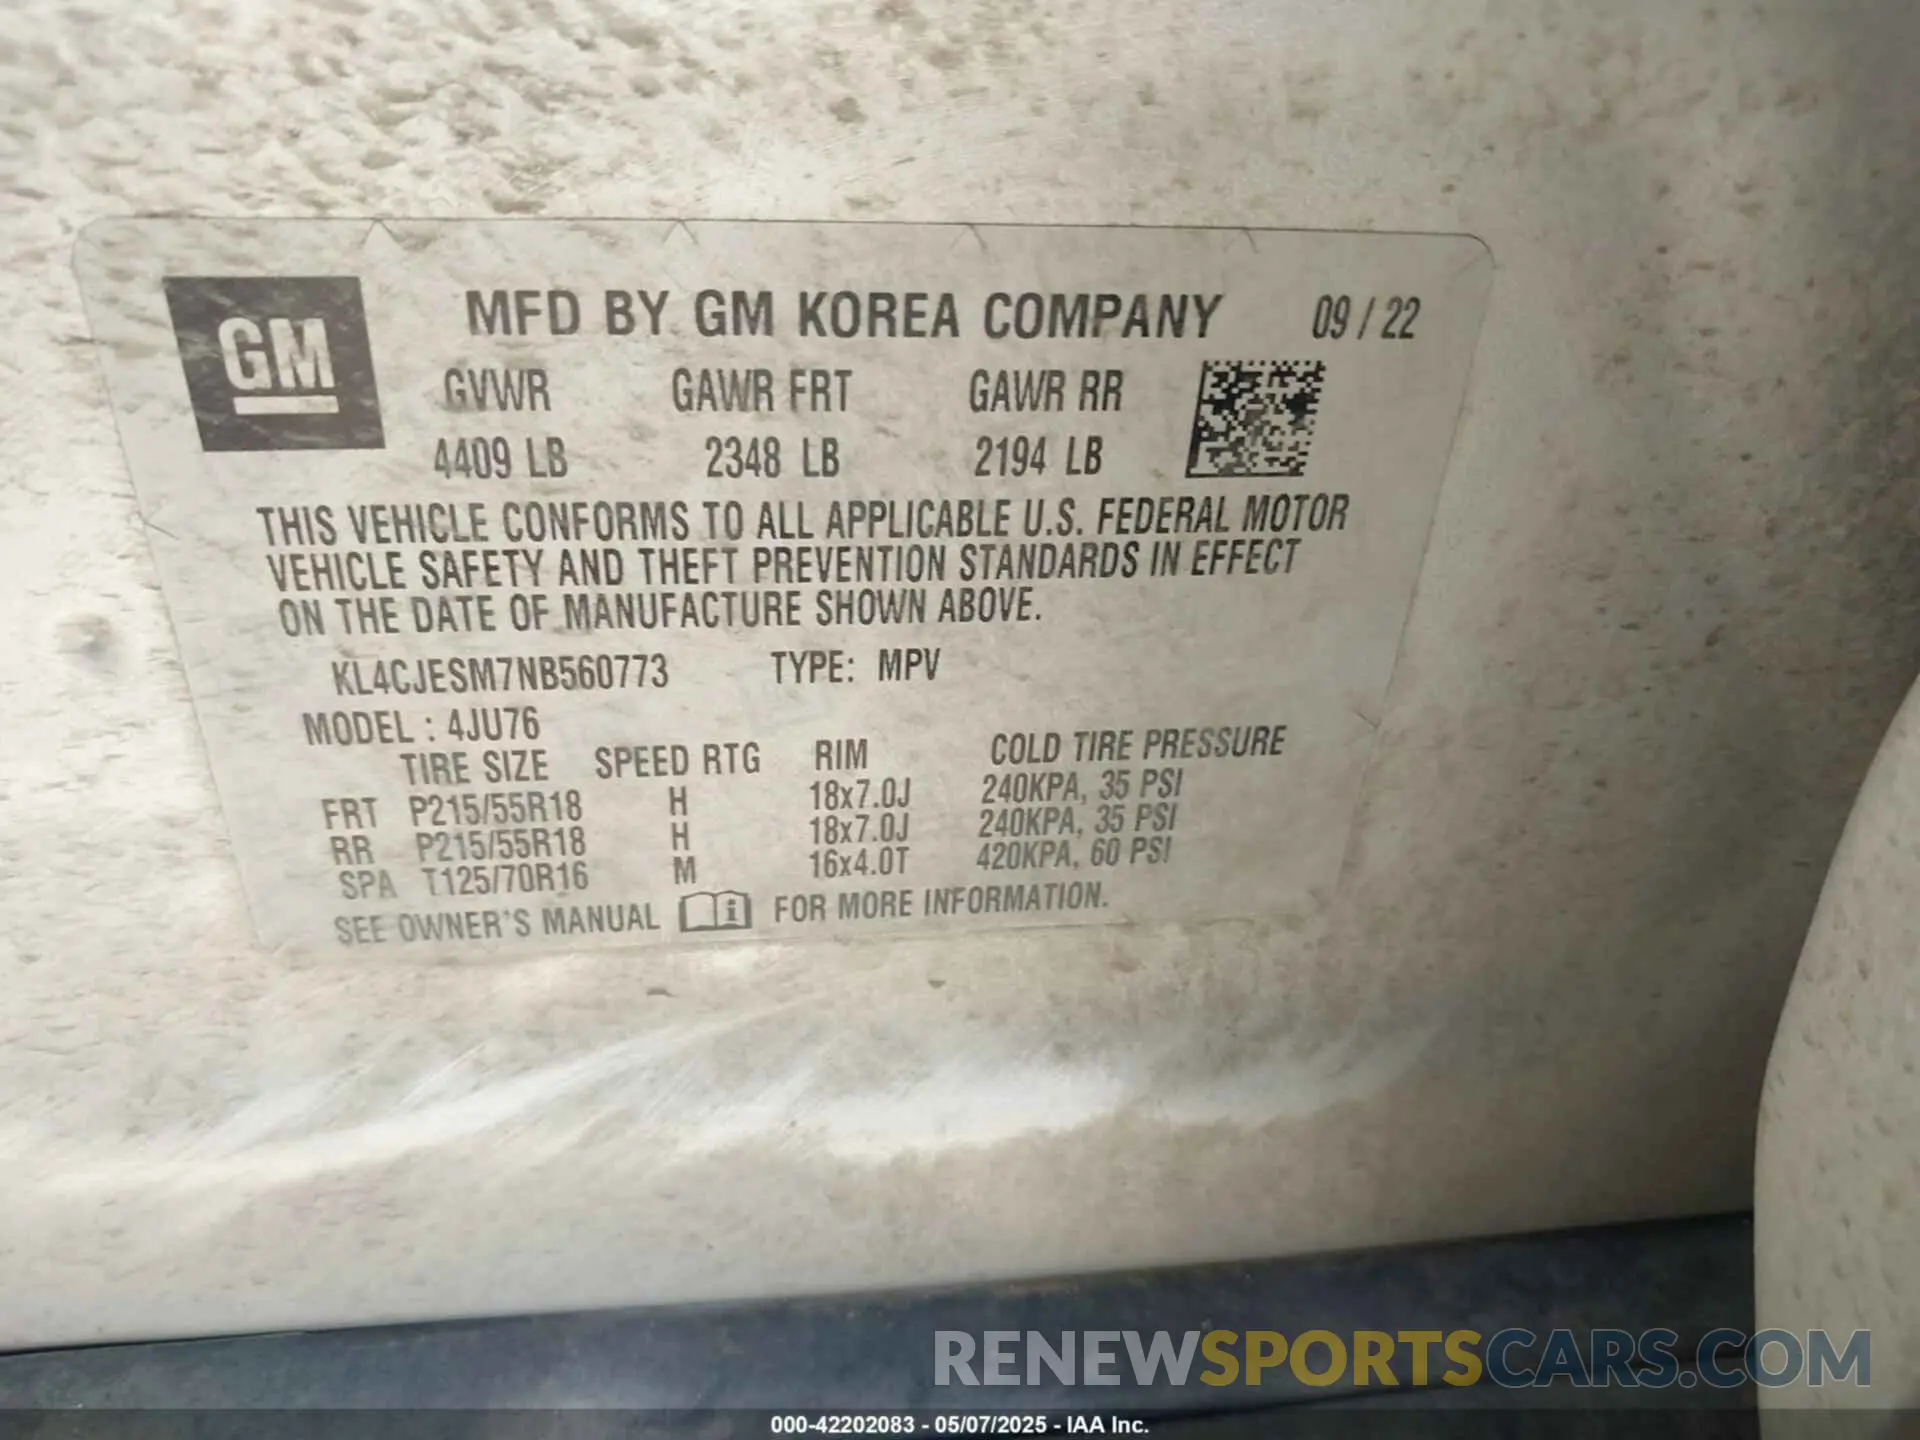 GM
MFD BY GM KOREA COMPANY 09 / 22
GVWR GAWR FRT GAWR RR
4409 LB 2348 LB 2194 LB
THIS VEHICLE CONFORMS TO ALL APPLICABLE U.S. FEDERAL MOTOR
VEHICLE SAFETY AND THEFT PREVENTION STANDARDS IN EFFECT
ON THE DATE OF MANUFACTURE SHOWN ABOVE.
KL4CJESM7NB560773 TYPE: MPV
MODEL : 4JU76
TIRE SIZE SPEED RTG RIM COLD TIRE PRESSURE
FRT P215/55R18 H 18x7.0J 240KPA, 35 PSI
RR P215/55R18 H 18x7.0J 240KPA, 35 PSI
SPA T125/70R16 M 16x4.0T 420KPA, 60 PSI
SEE OWNER'S MANUAL FOR MORE INFORMATION.
RENEWSPORTSCARS.COM
000-42202083 - 05/07/2025 - IAA Inc.